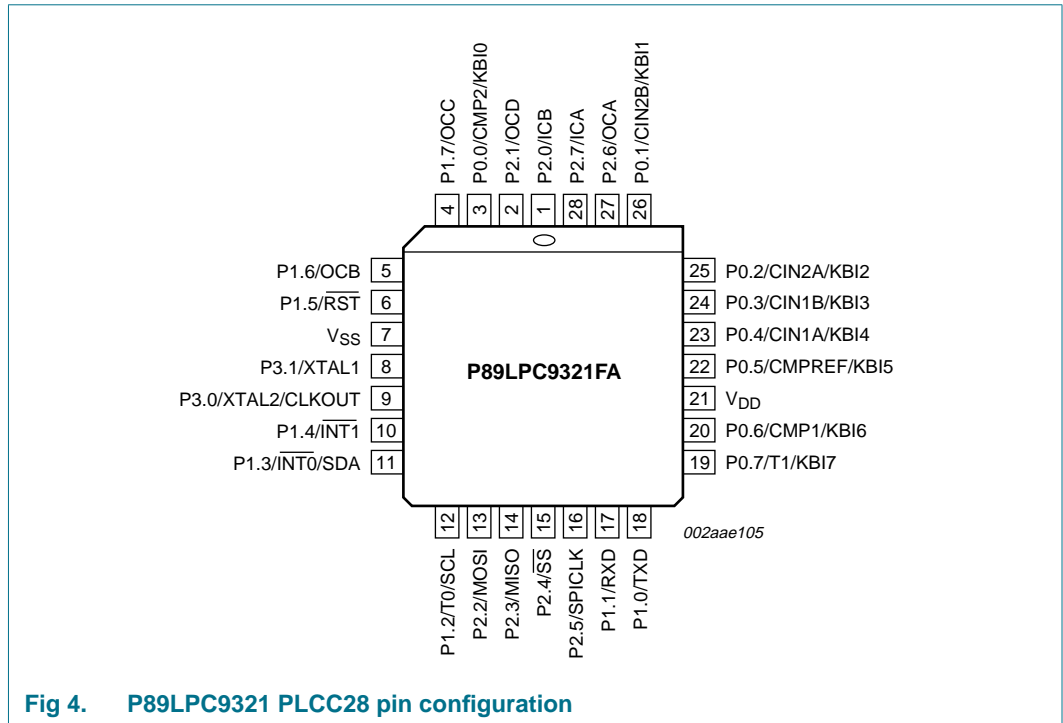 P1.7/OCC
P0.0/CMP2/KBI0
P2.1/OCD
P2.0/ICB
P2.7/ICA
P2.6/OCA
P0.1/CIN2B/KBI1
4
3
2
1
28
27
26
P1.6/OCB 5
P1.5/RST 6
VSS 7
P3.1/XTAL1 8
P3.0/XTAL2/CLKOUT 9
P1.4/INT1 10
P1.3/INT0/SDA 11
P89LPC9321FA
25 P0.2/CIN2A/KBI2
24 P0.3/CIN1B/KBI3
23 P0.4/CIN1A/KBI4
22 P0.5/CMPREF/KBI5
21 VDD
20 P0.6/CMP1/KBI6
19 P0.7/T1/KBI7
12
13
14
15
16
17
18
P1.2/T0/SCL
P2.2/MOSI
P2.3/MISO
P2.4/SS
P2.5/SPICLK
P1.1/RXD
P1.0/TXD
002aae105
Fig 4. P89LPC9321 PLCC28 pin configuration